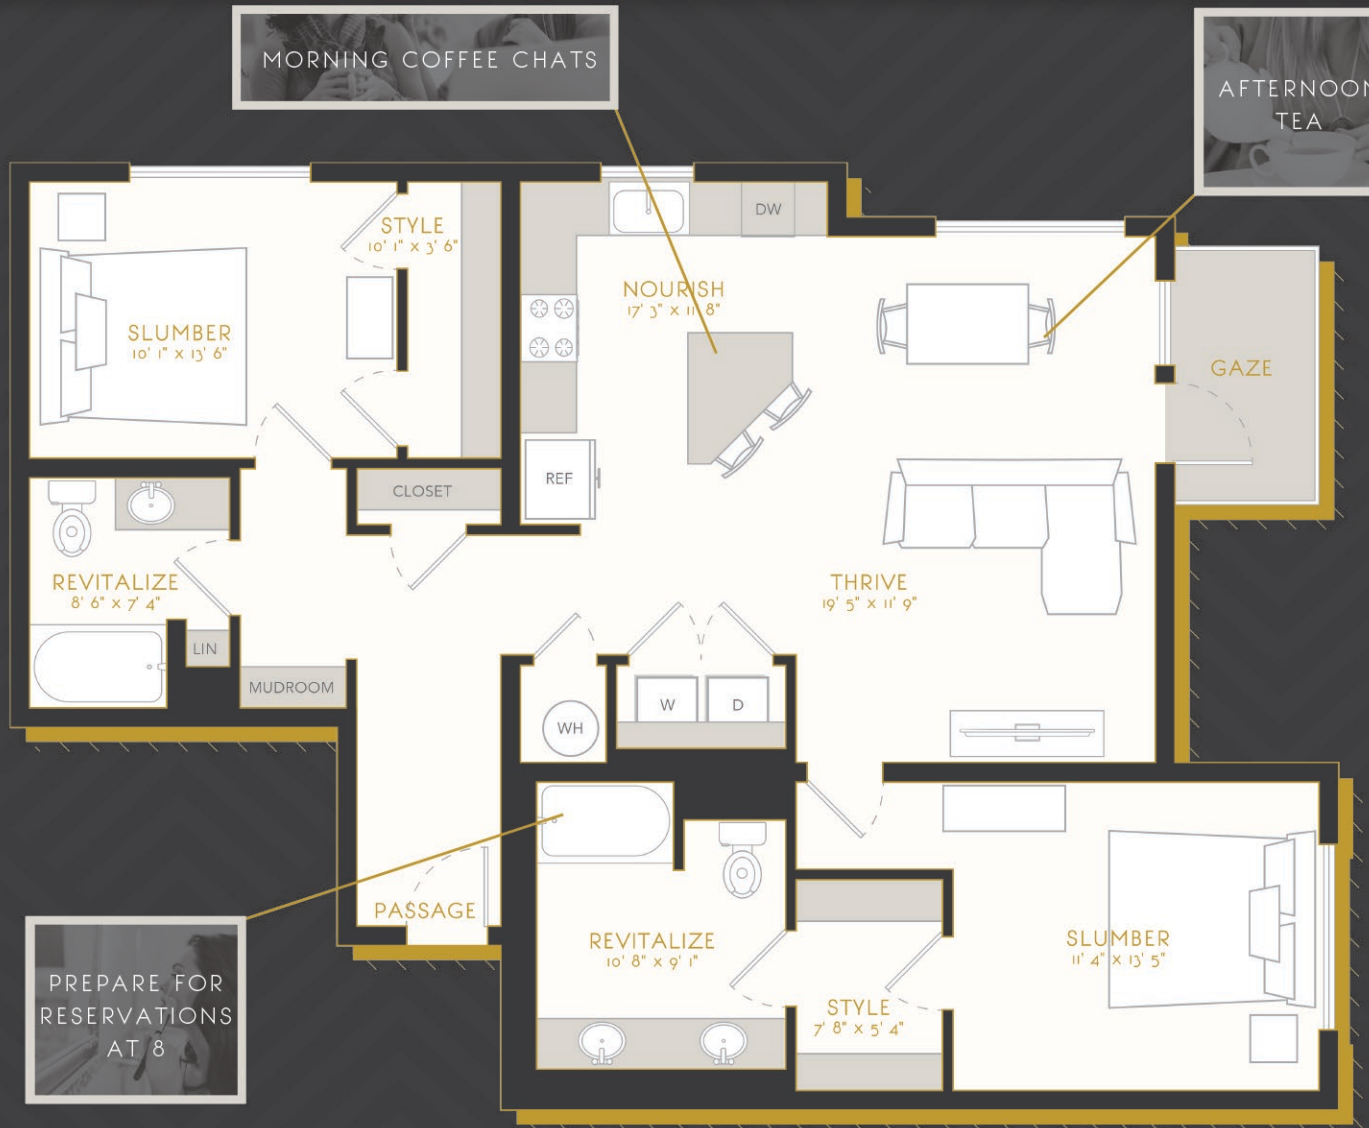 MORNING COFFEE CHATS
AFTERNOON
TEA
STYLE
10' 1" x 3' 6"
DW
NOURISH
17' 3" x 11' 8"
SLUMBER
10' 1" x 13' 6"
GAZE
REF
CLOSET
REVITALIZE
8' 6" x 7' 4"
THRIVE
19' 5" x 11' 9"
LIN
MUDROOM
W
D
WH
PASSAGE
REVITALIZE
10' 8" x 9' 1"
SLUMBER
11' 4" x 13' 5"
STYLE
7' 8" x 5' 4"
PREPARE FOR
RESERVATIONS
AT 8